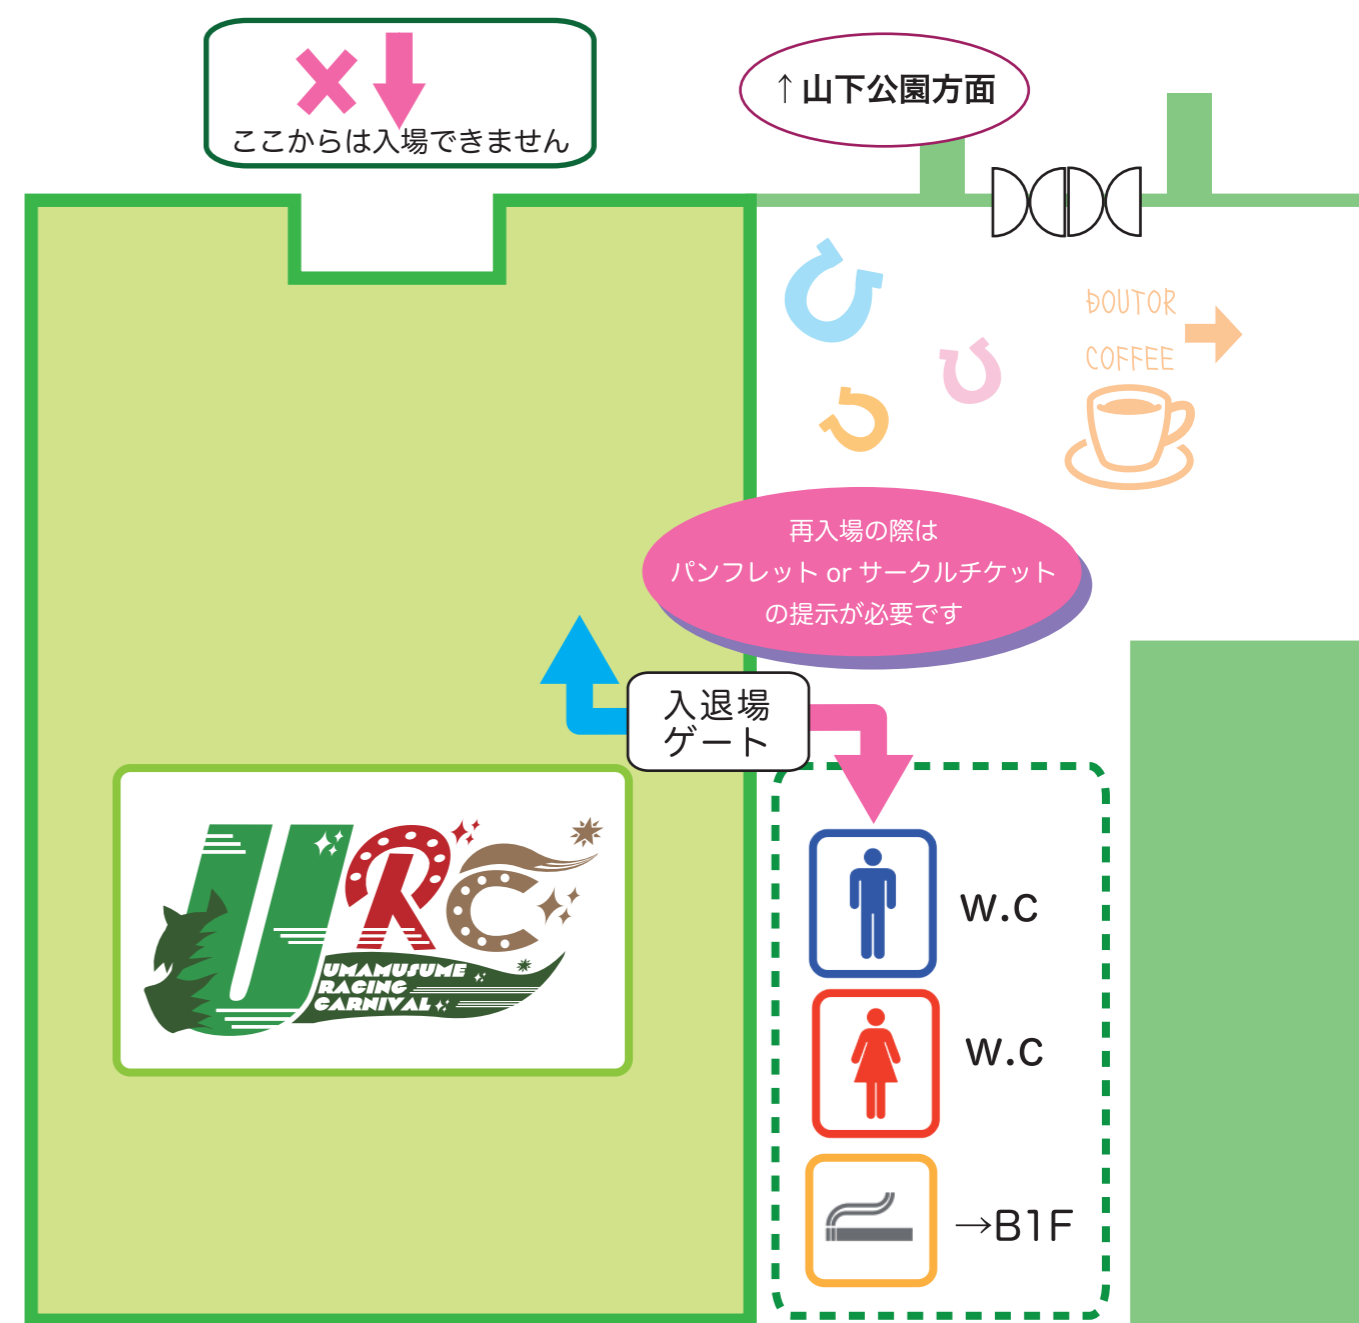 ここからは入場できません
↑山下公園方面
DOUTOR
COFFEE
再入場の際は
パンフレット or サークルチケット
の提示が必要です
入退場
ゲート
URC
UMAMUSUME
RACING
CARNIVAL
W.C
W.C
→B1F